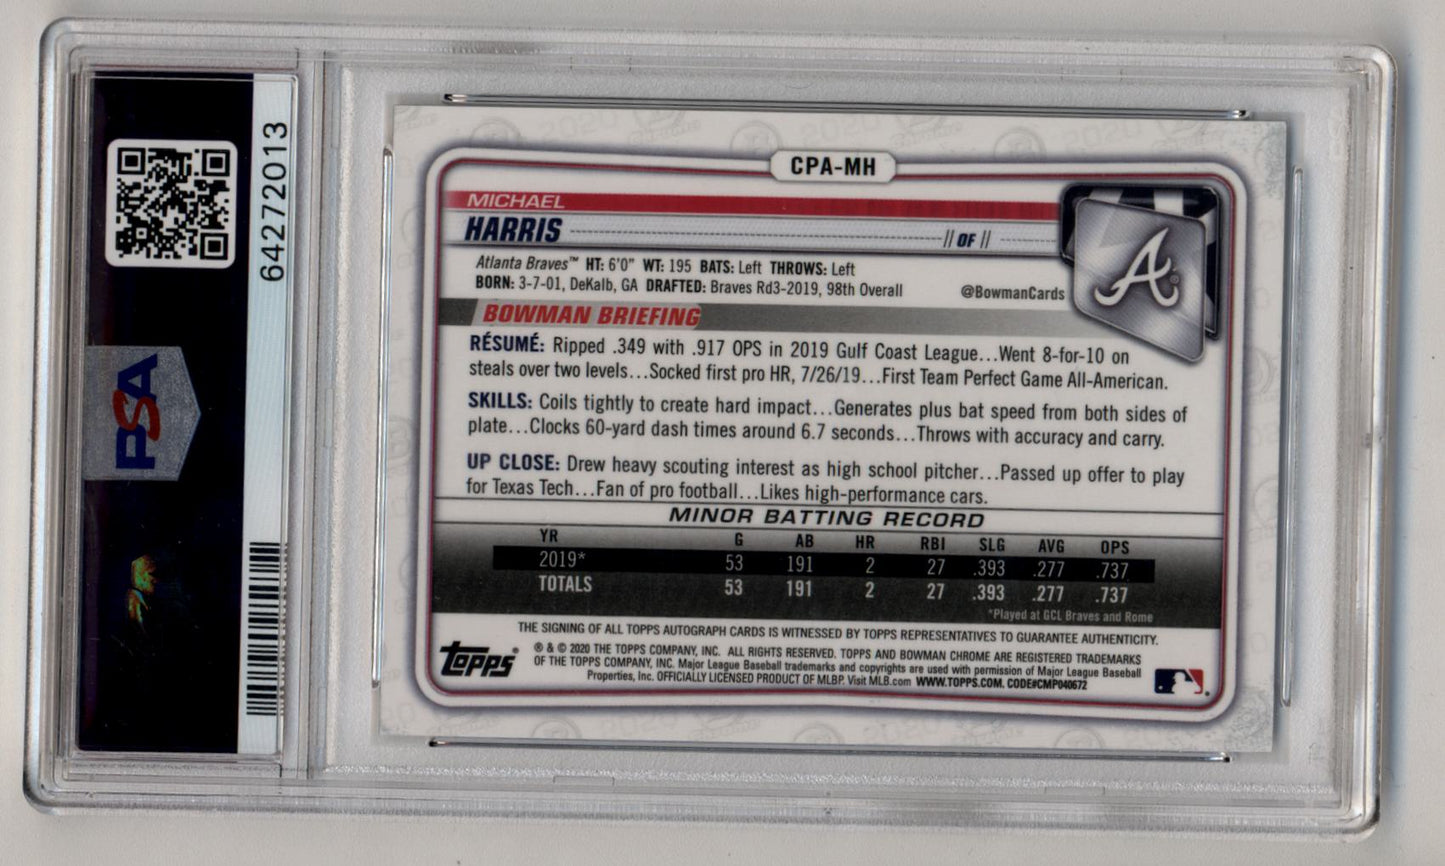 64272013
PSA
CPA-MH
MICHAEL
HARRIS // OF //
Atlanta Braves™ HT: 6'0" WT: 195 BATS: Left THROWS: Left
BORN: 3-7-01, DeKalb, GA DRAFTED: Braves Rd3-2019, 98th Overall
@BowmanCards
A
BOWMAN BRIEFING
RÉSUMÉ: Ripped .349 with .917 OPS in 2019 Gulf Coast League...Went 8-for-10 on
steals over two levels...Socked first pro HR, 7/26/19...First Team Perfect Game All-American.
SKILLS: Coils tightly to create hard impact...Generates plus bat speed from both sides of
plate...Clocks 60-yard dash times around 6.7 seconds...Throws with accuracy and carry.
UP CLOSE: Drew heavy scouting interest as high school pitcher...Passed up offer to play
for Texas Tech...Fan of pro football...Likes high-performance cars.
MINOR BATTING RECORD
YR G AB HR RBI SLG AVG OPS
2019* 53 191 2 27 .393 .277 .737
TOTALS 53 191 2 27 .393 .277 .737
*Played at GCL Braves and Rome
THE SIGNING OF ALL TOPPS AUTOGRAPH CARDS IS WITNESSED BY TOPPS REPRESENTATIVES TO GUARANTEE AUTHENTICITY.
topps®
® & © 2020 THE TOPPS COMPANY, INC. ALL RIGHTS RESERVED. TOPPS AND BOWMAN CHROME ARE REGISTERED TRADEMARKS
OF THE TOPPS COMPANY, INC. Major League Baseball trademarks and copyrights are used with permission of Major League Baseball
Properties, Inc. OFFICIALLY LICENSED PRODUCT OF MLBP. Visit MLB.com WWW.TOPPS.COM. CODE#CMP040672